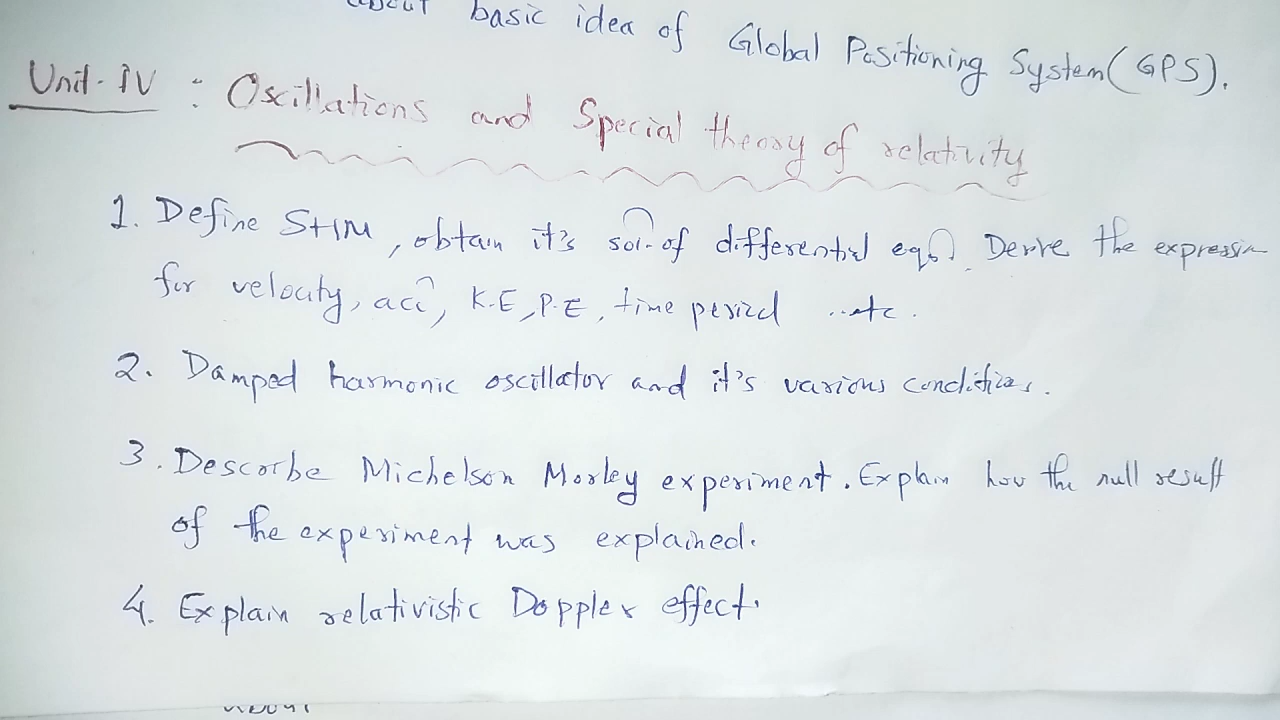 about basic idea of Global Positioning System (GPS).
Unit-IV : Oscillations and Special theory of relativity
1. Define SHM, obtain it's sol. of differential eqn. Derive the expression
for velocity, acc, K.E, P.E, time period ..etc.
2. Damped harmonic oscillator and it's various conditions.
3. Describe Michelson Morley experiment. Explain how the null result
of the experiment was explained.
4. Explain relativistic Doppler effect.